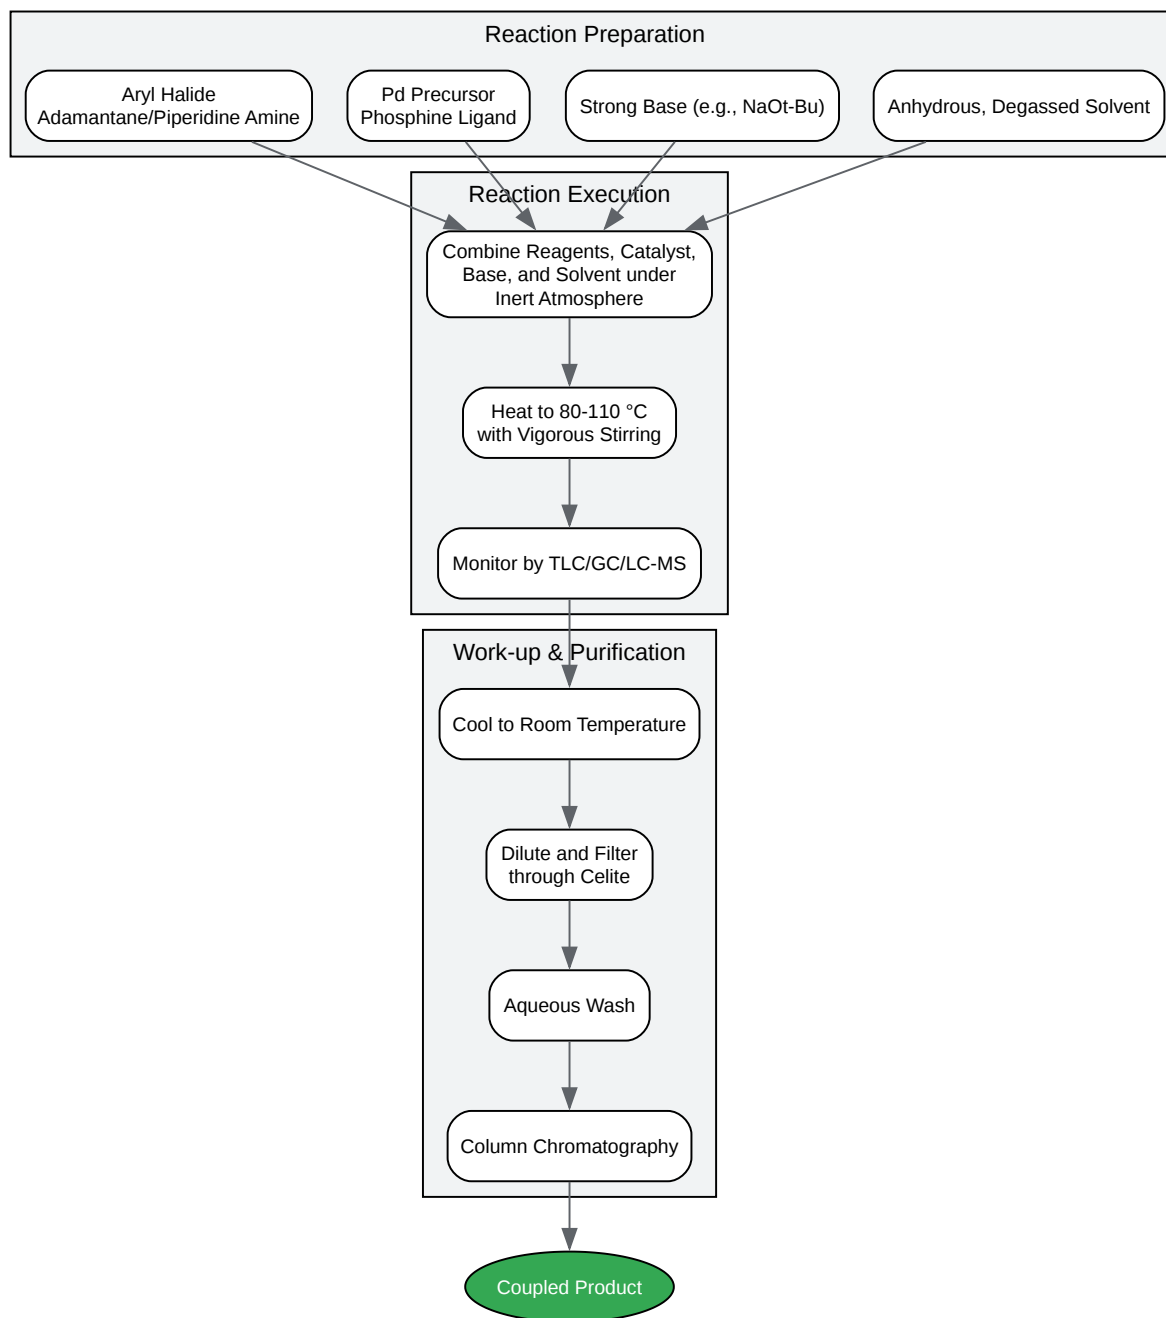 Reaction Preparation
Aryl Halide
Adamantane/Piperidine Amine
Pd Precursor
Phosphine Ligand
Strong Base (e.g., NaOt-Bu)
Anhydrous, Degassed Solvent
Reaction Execution
Combine Reagents, Catalyst,
Base, and Solvent under
Inert Atmosphere
Heat to 80-110 °C
with Vigorous Stirring
Monitor by TLC/GC/LC-MS
Work-up & Purification
Cool to Room Temperature
Dilute and Filter
through Celite
Aqueous Wash
Column Chromatography
Coupled Product